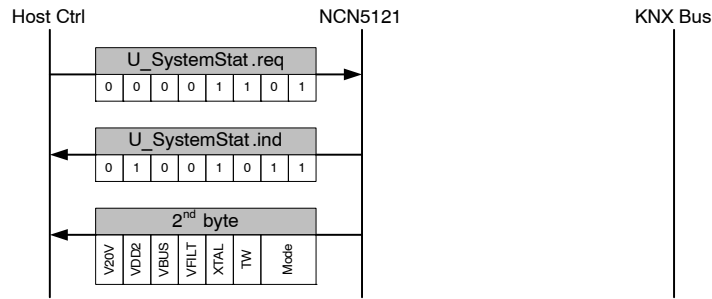 Host Ctrl NCN5121 KNX Bus
U_SystemStat.req
0 0 0 0 1 1 0 1
U_SystemStat.ind
0 1 0 0 1 0 1 1
2nd byte
V20V VDD2 VBUS VFILT XTAL TW Mode